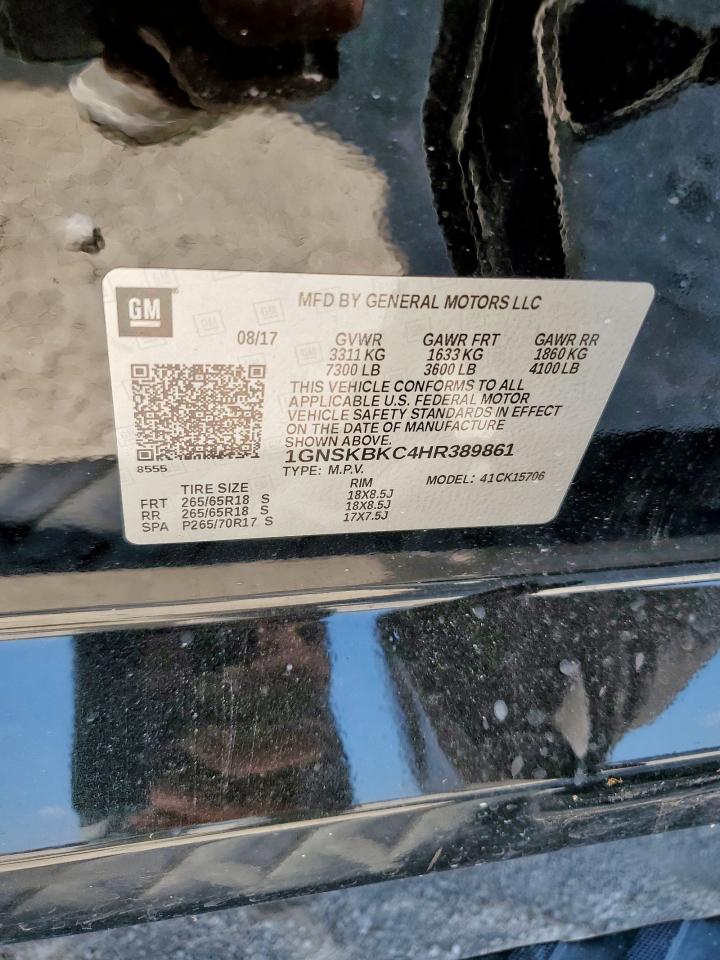 GM
MFD BY GENERAL MOTORS LLC
08/17 GVWR GAWR FRT GAWR RR
3311 KG 1633 KG 1860 KG
7300 LB 3600 LB 4100 LB
THIS VEHICLE CONFORMS TO ALL
APPLICABLE U.S. FEDERAL MOTOR
VEHICLE SAFETY STANDARDS IN EFFECT
ON THE DATE OF MANUFACTURE
SHOWN ABOVE.
8555
1GNSKBKC4HR389861
TYPE: M.P.V. MODEL: 41CK15706
TIRE SIZE RIM
FRT 265/65R18 S 18X8.5J
RR 265/65R18 S 18X8.5J
SPA P265/70R17 S 17X7.5J